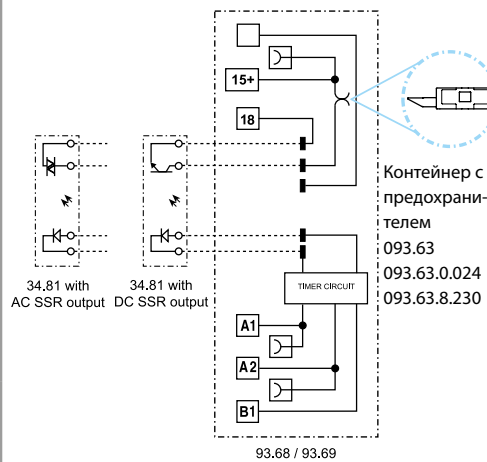 15+
18
Контейнер с
предохрани-
телем
093.63
093.63.0.024
093.63.8.230
34.81 with
AC SSR output
34.81 with
DC SSR output
TIMER CIRCUIT
A1
A2
B1
93.68 / 93.69